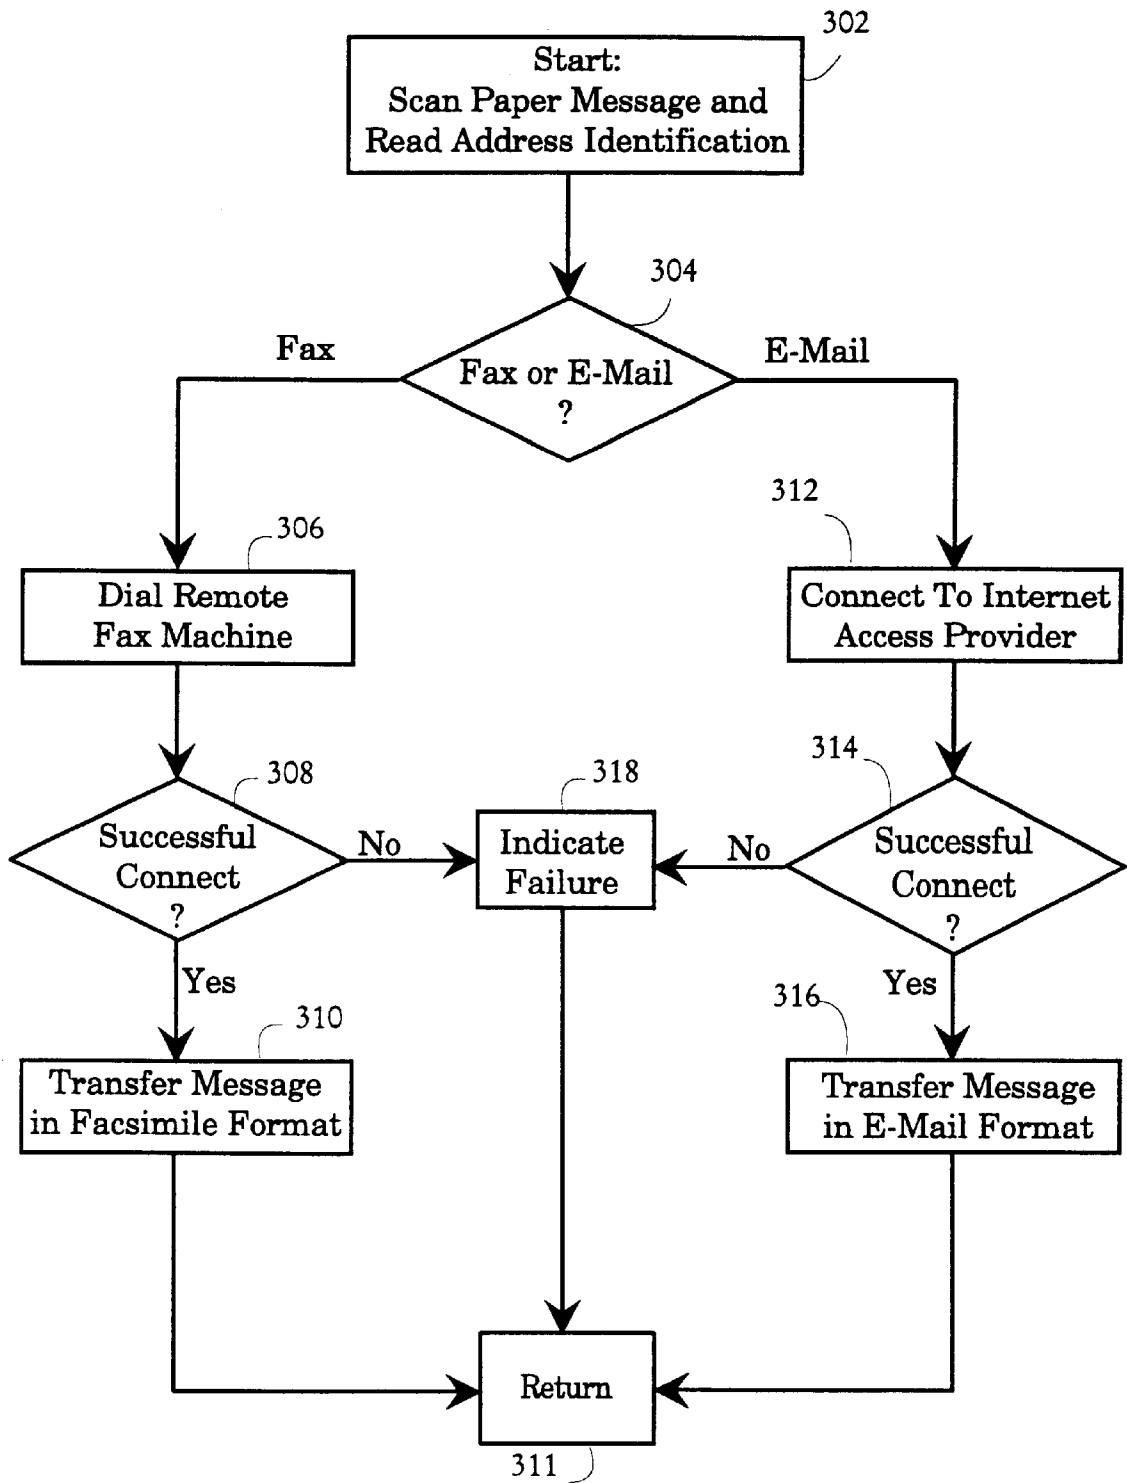 302
Start:
Scan Paper Message and
Read Address Identification
304
Fax
E-Mail
Fax or E-Mail
?
306
312
Dial Remote
Fax Machine
Connect To Internet
Access Provider
308
318
314
Successful
Connect
?
No
Indicate
Failure
No
Successful
Connect
?
Yes
Yes
310
316
Transfer Message
in Facsimile Format
Transfer Message
in E-Mail Format
Return
311